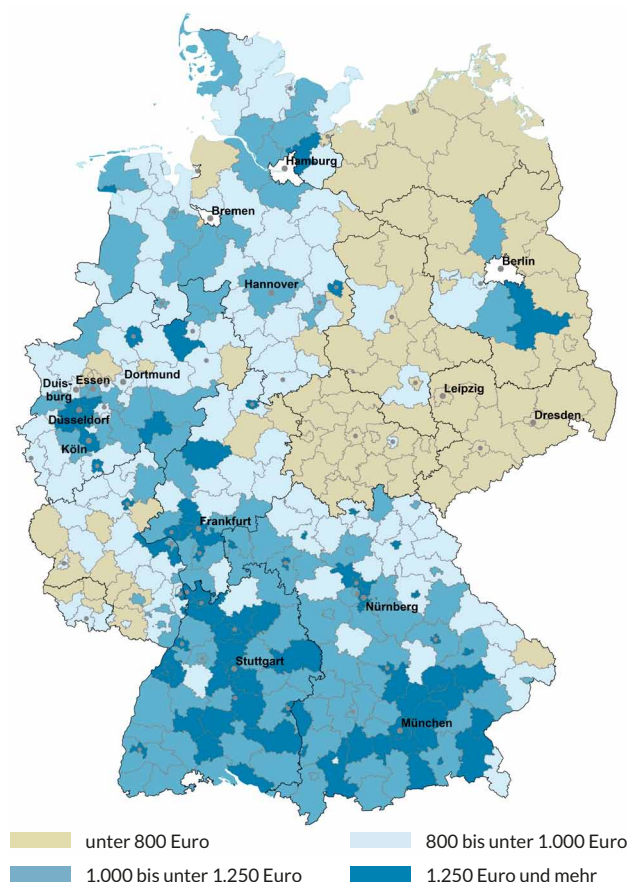 Hamburg
Bremen
Berlin
Hannover
Dortmund
Essen
Duis-
burg
Düsseldorf
Köln
Leipzig
Dresden
Frankfurt
Nürnberg
Stuttgart
München
unter 800 Euro
800 bis unter 1.000 Euro
1.000 bis unter 1.250 Euro
1.250 Euro und mehr